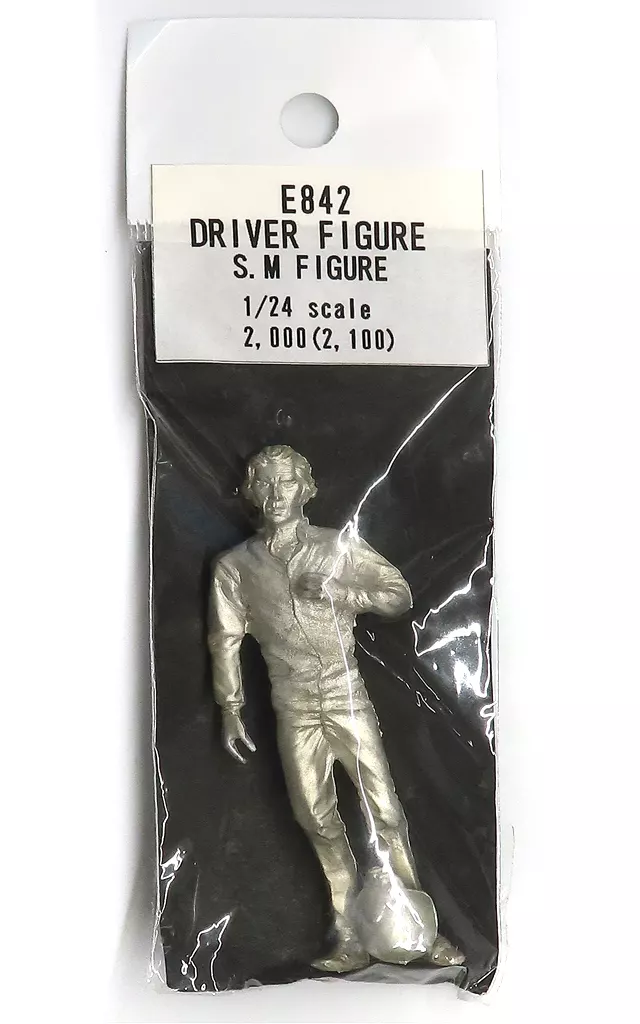 E842
DRIVER FIGURE
S.M FIGURE
1/24 scale
2,000(2,100)